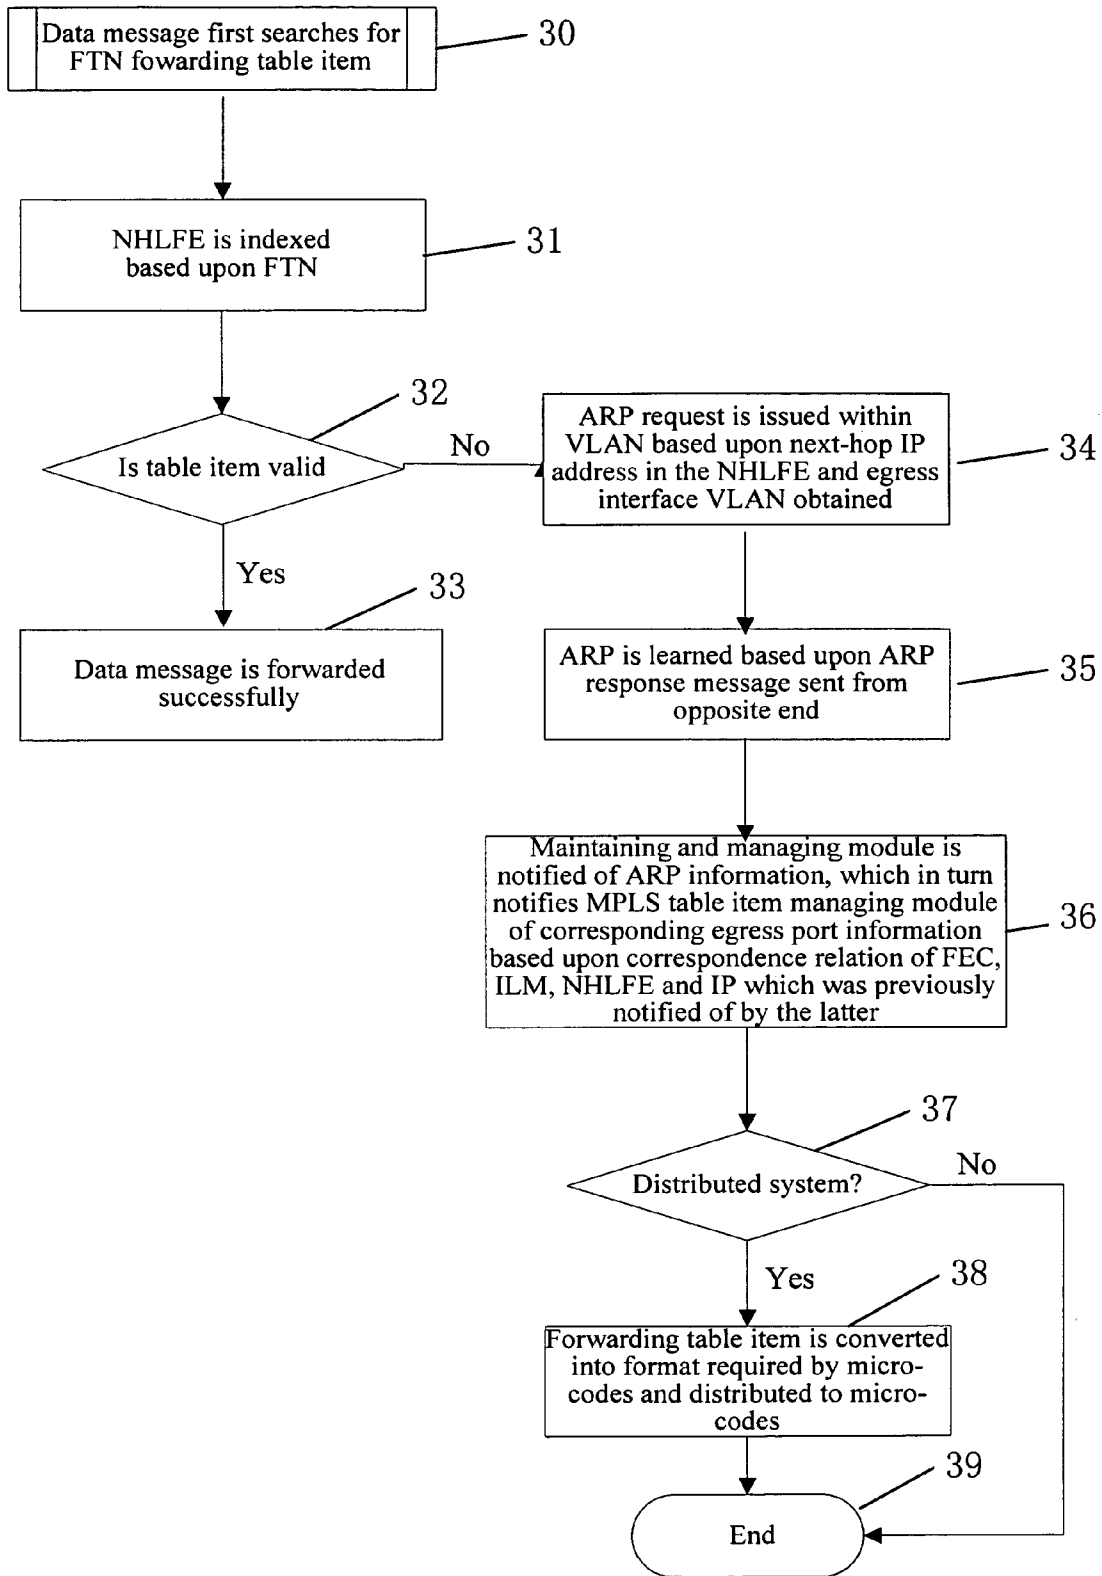 Data message first searches for
FTN fowarding table item
30
NHLFE is indexed
based upon FTN
31
32
Is table item valid
No
Yes
33
Data message is forwarded
successfully
ARP request is issued within
VLAN based upon next-hop IP
address in the NHLFE and egress
interface VLAN obtained
34
ARP is learned based upon ARP
response message sent from
opposite end
35
Maintaining and managing module is
notified of ARP information, which in turn
notifies MPLS table item managing module
of corresponding egress port information
based upon correspondence relation of FEC,
ILM, NHLFE and IP which was previously
notified of by the latter
36
37
Distributed system?
No
Yes
38
Forwarding table item is converted
into format required by micro-
codes and distributed to micro-
codes
39
End